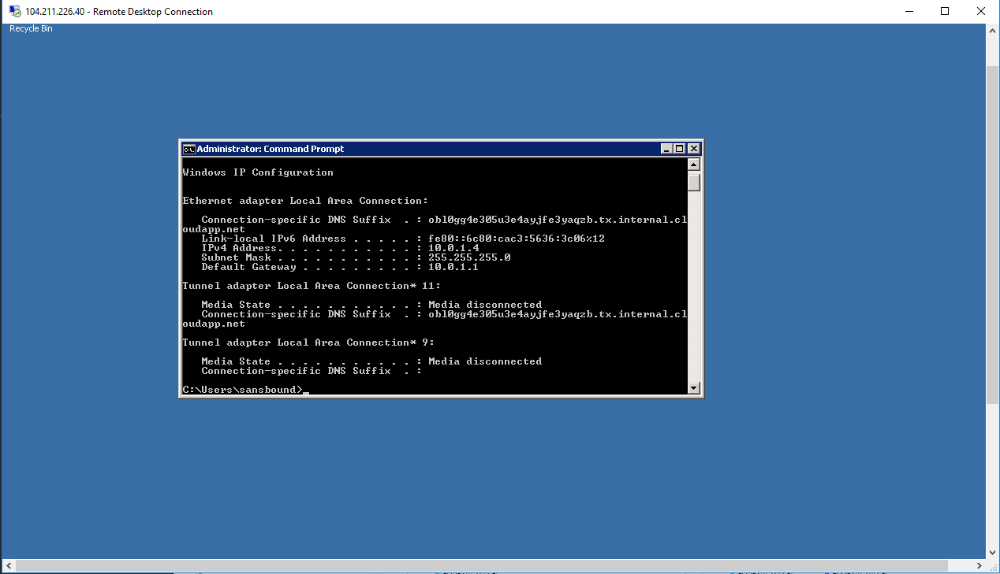 104.211.226.40 - Remote Desktop Connection
Recycle Bin
Administrator: Command Prompt
Windows IP Configuration
Ethernet adapter Local Area Connection:
Connection-specific DNS Suffix . : obl0gg4e305u3e4ayjfe3yaqzb.tx.internal.cl
oudapp.net
Link-local IPv6 Address . . . . . : fe80::6c80:cac3:5636:3c06%12
IPv4 Address. . . . . . . . . . . : 10.0.1.4
Subnet Mask . . . . . . . . . . . : 255.255.255.0
Default Gateway . . . . . . . . . : 10.0.1.1
Tunnel adapter Local Area Connection* 11:
Media State . . . . . . . . . . . : Media disconnected
Connection-specific DNS Suffix . : obl0gg4e305u3e4ayjfe3yaqzb.tx.internal.cl
oudapp.net
Tunnel adapter Local Area Connection* 9:
Media State . . . . . . . . . . . : Media disconnected
Connection-specific DNS Suffix . :
C:\Users\sansbound>_